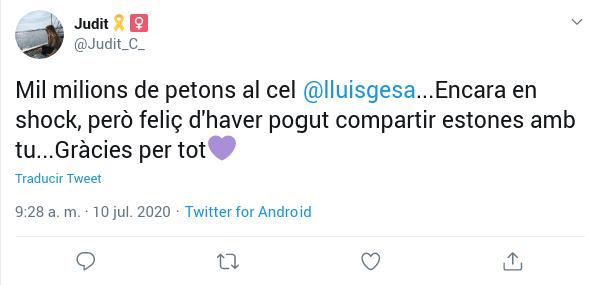 Judit🎗️🚺
@Judit_C_
Mil milions de petons al cel @lluisgesa...Encara en
shock, però feliç d'haver pogut compartir estones amb
tu...Gràcies per tot💜
Traducir Tweet
9:28 a. m. · 10 jul. 2020 · Twitter for Android